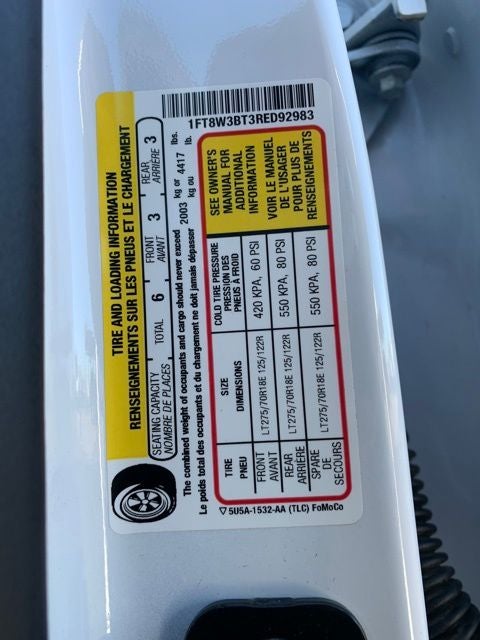 TIRE AND LOADING INFORMATION
RENSEIGNEMENTS SUR LES PNEUS ET LE CHARGEMENT
SEATING CAPACITY TOTAL 6 FRONT 3 REAR 3
NOMBRE DE PLACES AVANT ARRIÈRE
The combined weight of occupants and cargo should never exceed 2003 kg or 4417 lbs.
Le poids total des occupants et du chargement ne doit jamais dépasser kg ou lb.
1FT8W3BT3RED92983
TIRE SIZE COLD TIRE PRESSURE
PNEU DIMENSIONS PRESSION DES
PNEUS À FROID
FRONT LT275/70R18E 125/122R 420 KPA, 60 PSI
AVANT
REAR LT275/70R18E 125/122R 550 KPA, 80 PSI
ARRIÈRE
SPARE LT275/70R18E 125/122R 550 KPA, 80 PSI
DE
SECOURS
SEE OWNER'S
MANUAL FOR
ADDITIONAL
INFORMATION
VOIR LE MANUEL
DE L'USAGER
POUR PLUS DE
RENSEIGNEMENTS
5U5A-1532-AA (TLC) FoMoCo